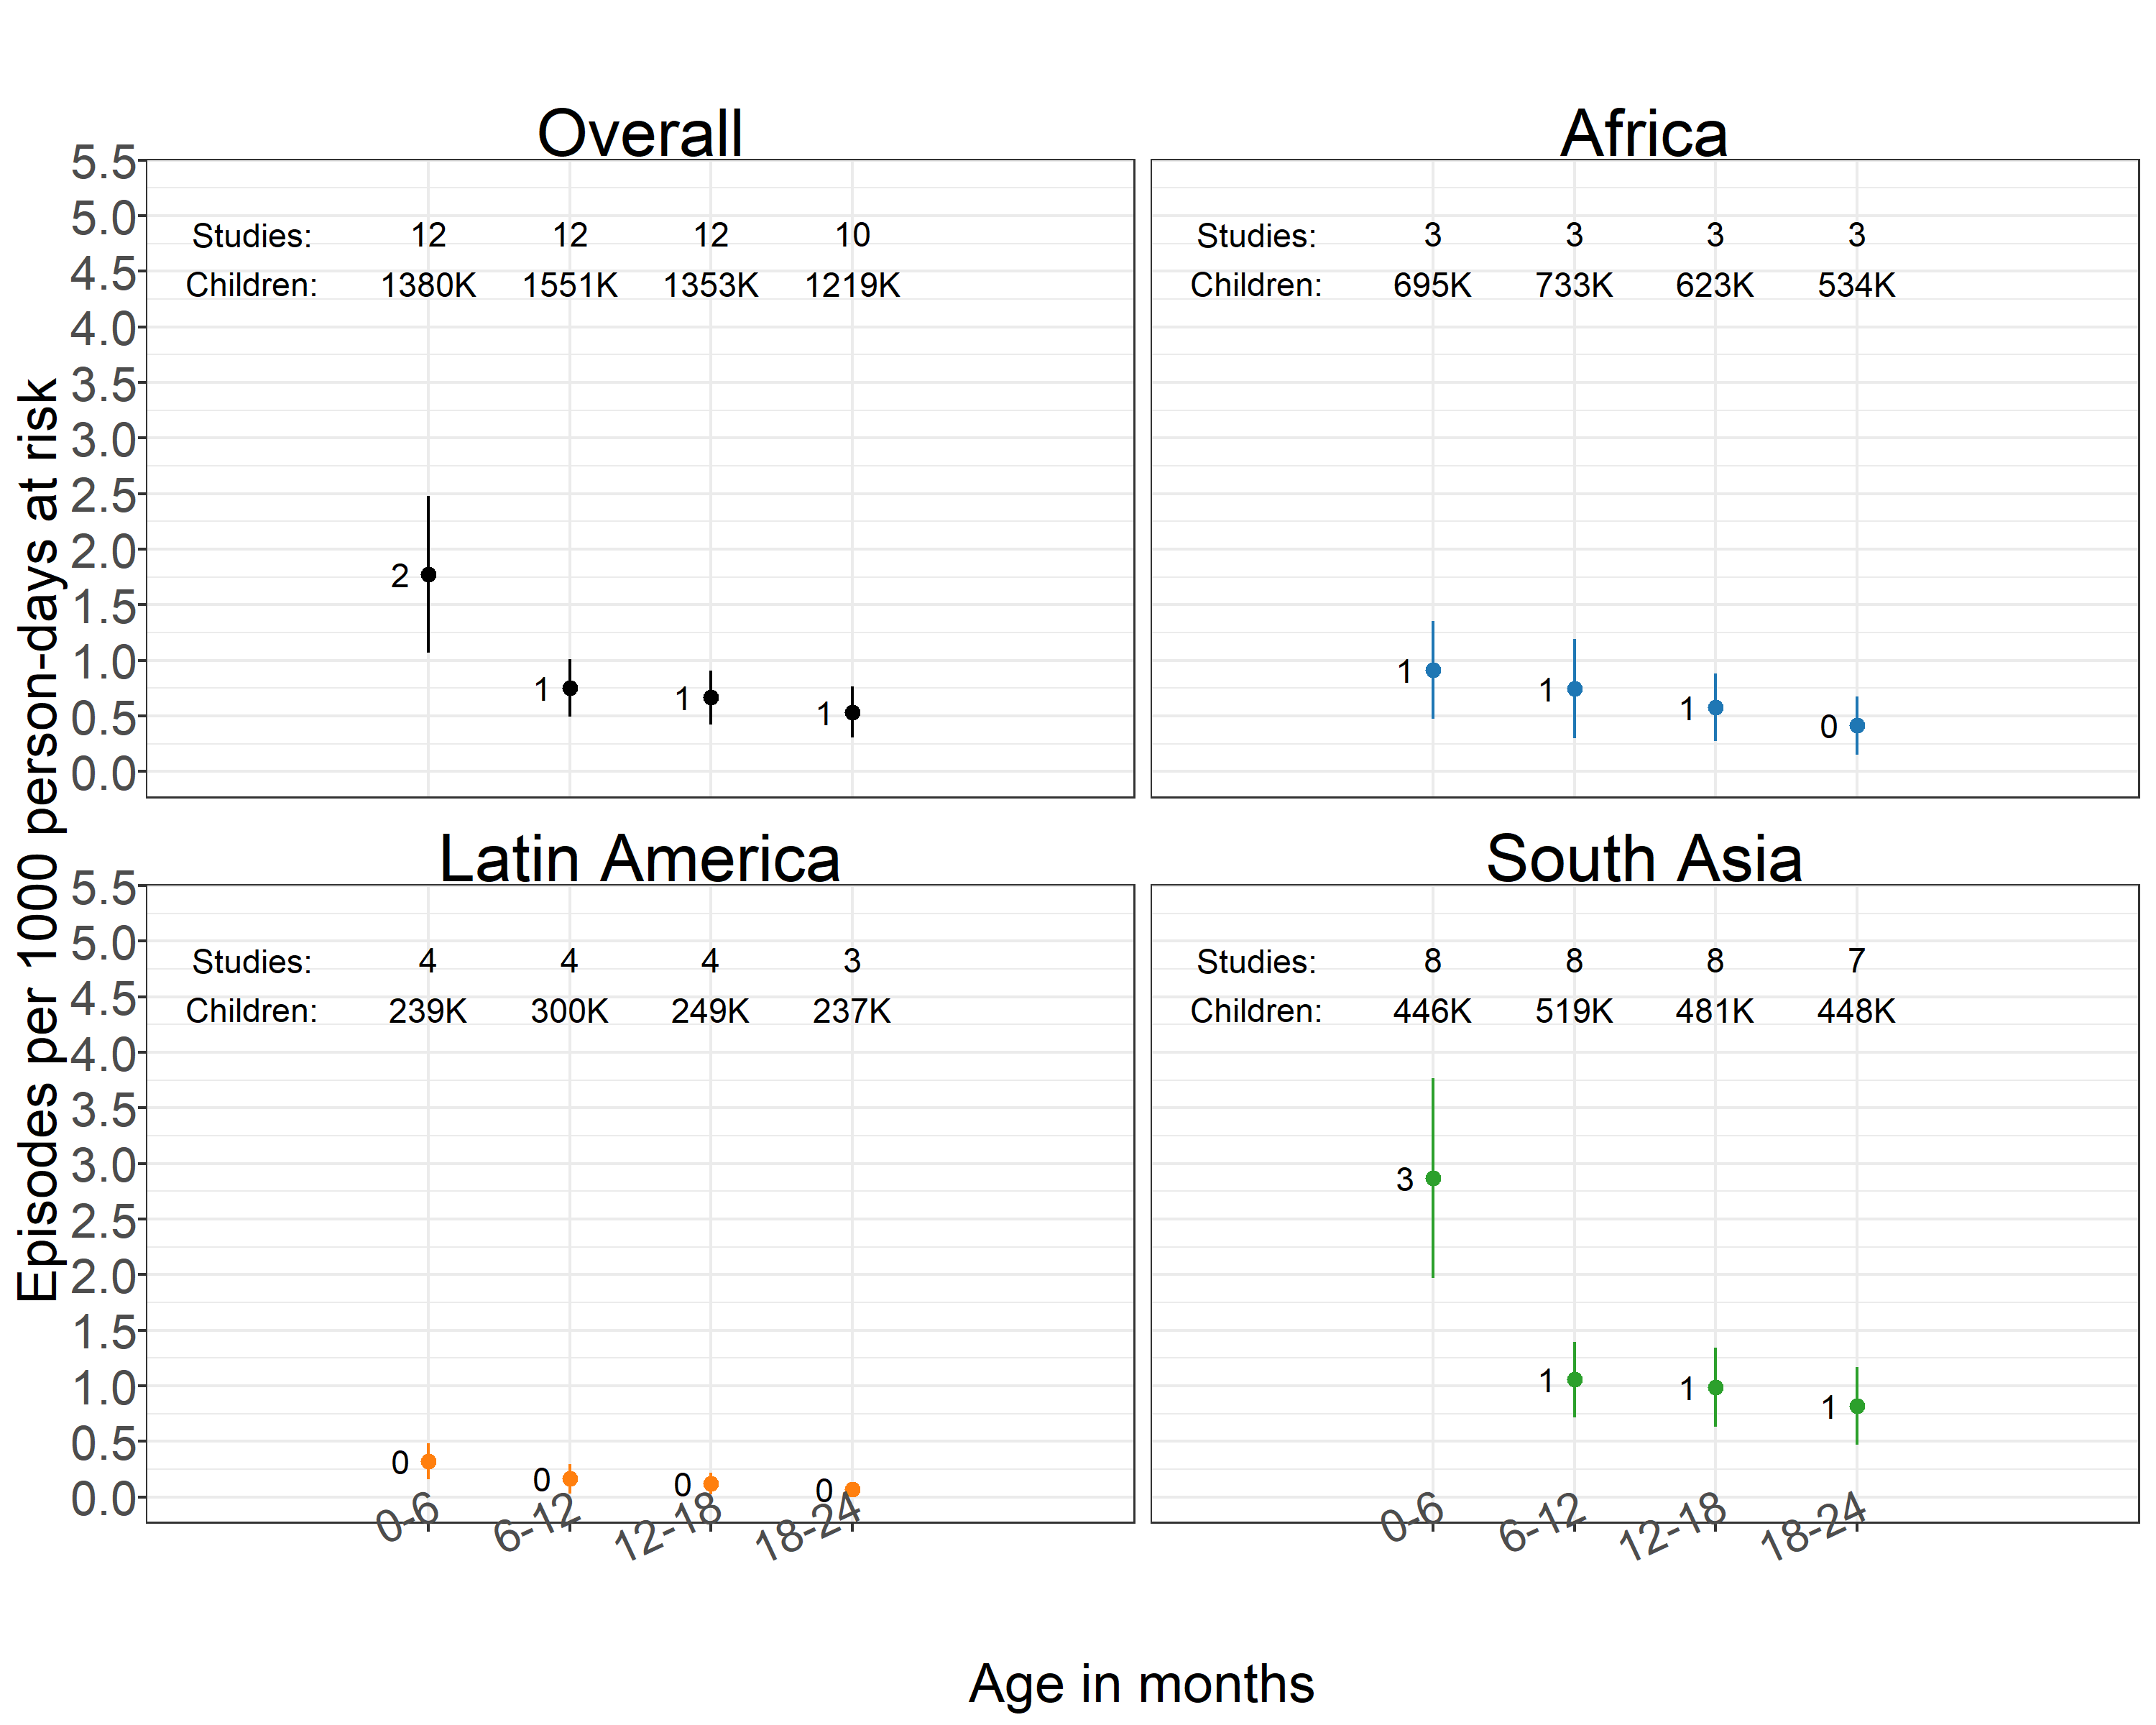 Overall
Africa
5.5
5.0
4.5
4.0
3.5
3.0
2.5
2.0
1.5
1.0
0.5
0.0
Studies: 12 12 12 10
Children: 1380K 1551K 1353K 1219K
2
1
1
1
Studies: 3 3 3 3
Children: 695K 733K 623K 534K
1
1
1
0
Latin America
South Asia
5.5
5.0
4.5
4.0
3.5
3.0
2.5
2.0
1.5
1.0
0.5
0.0
Studies: 4 4 4 3
Children: 239K 300K 249K 237K
0
0
0
0
Studies: 8 8 8 7
Children: 446K 519K 481K 448K
3
1
1
1
0-6 6-12 12-18 18-24
0-6 6-12 12-18 18-24
Episodes per 1000 person-days at risk
Age in months